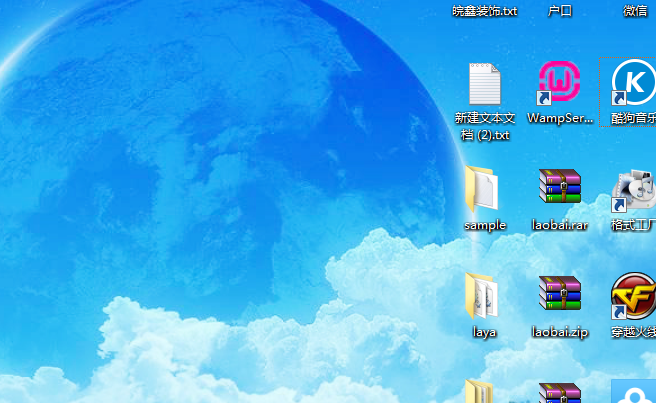 皖鑫装饰.txt
户口
微信
新建文本文
档 (2).txt
WampSer...
酷狗音乐
sample
laobai.rar
格式工厂
laya
laobai.zip
穿越火线